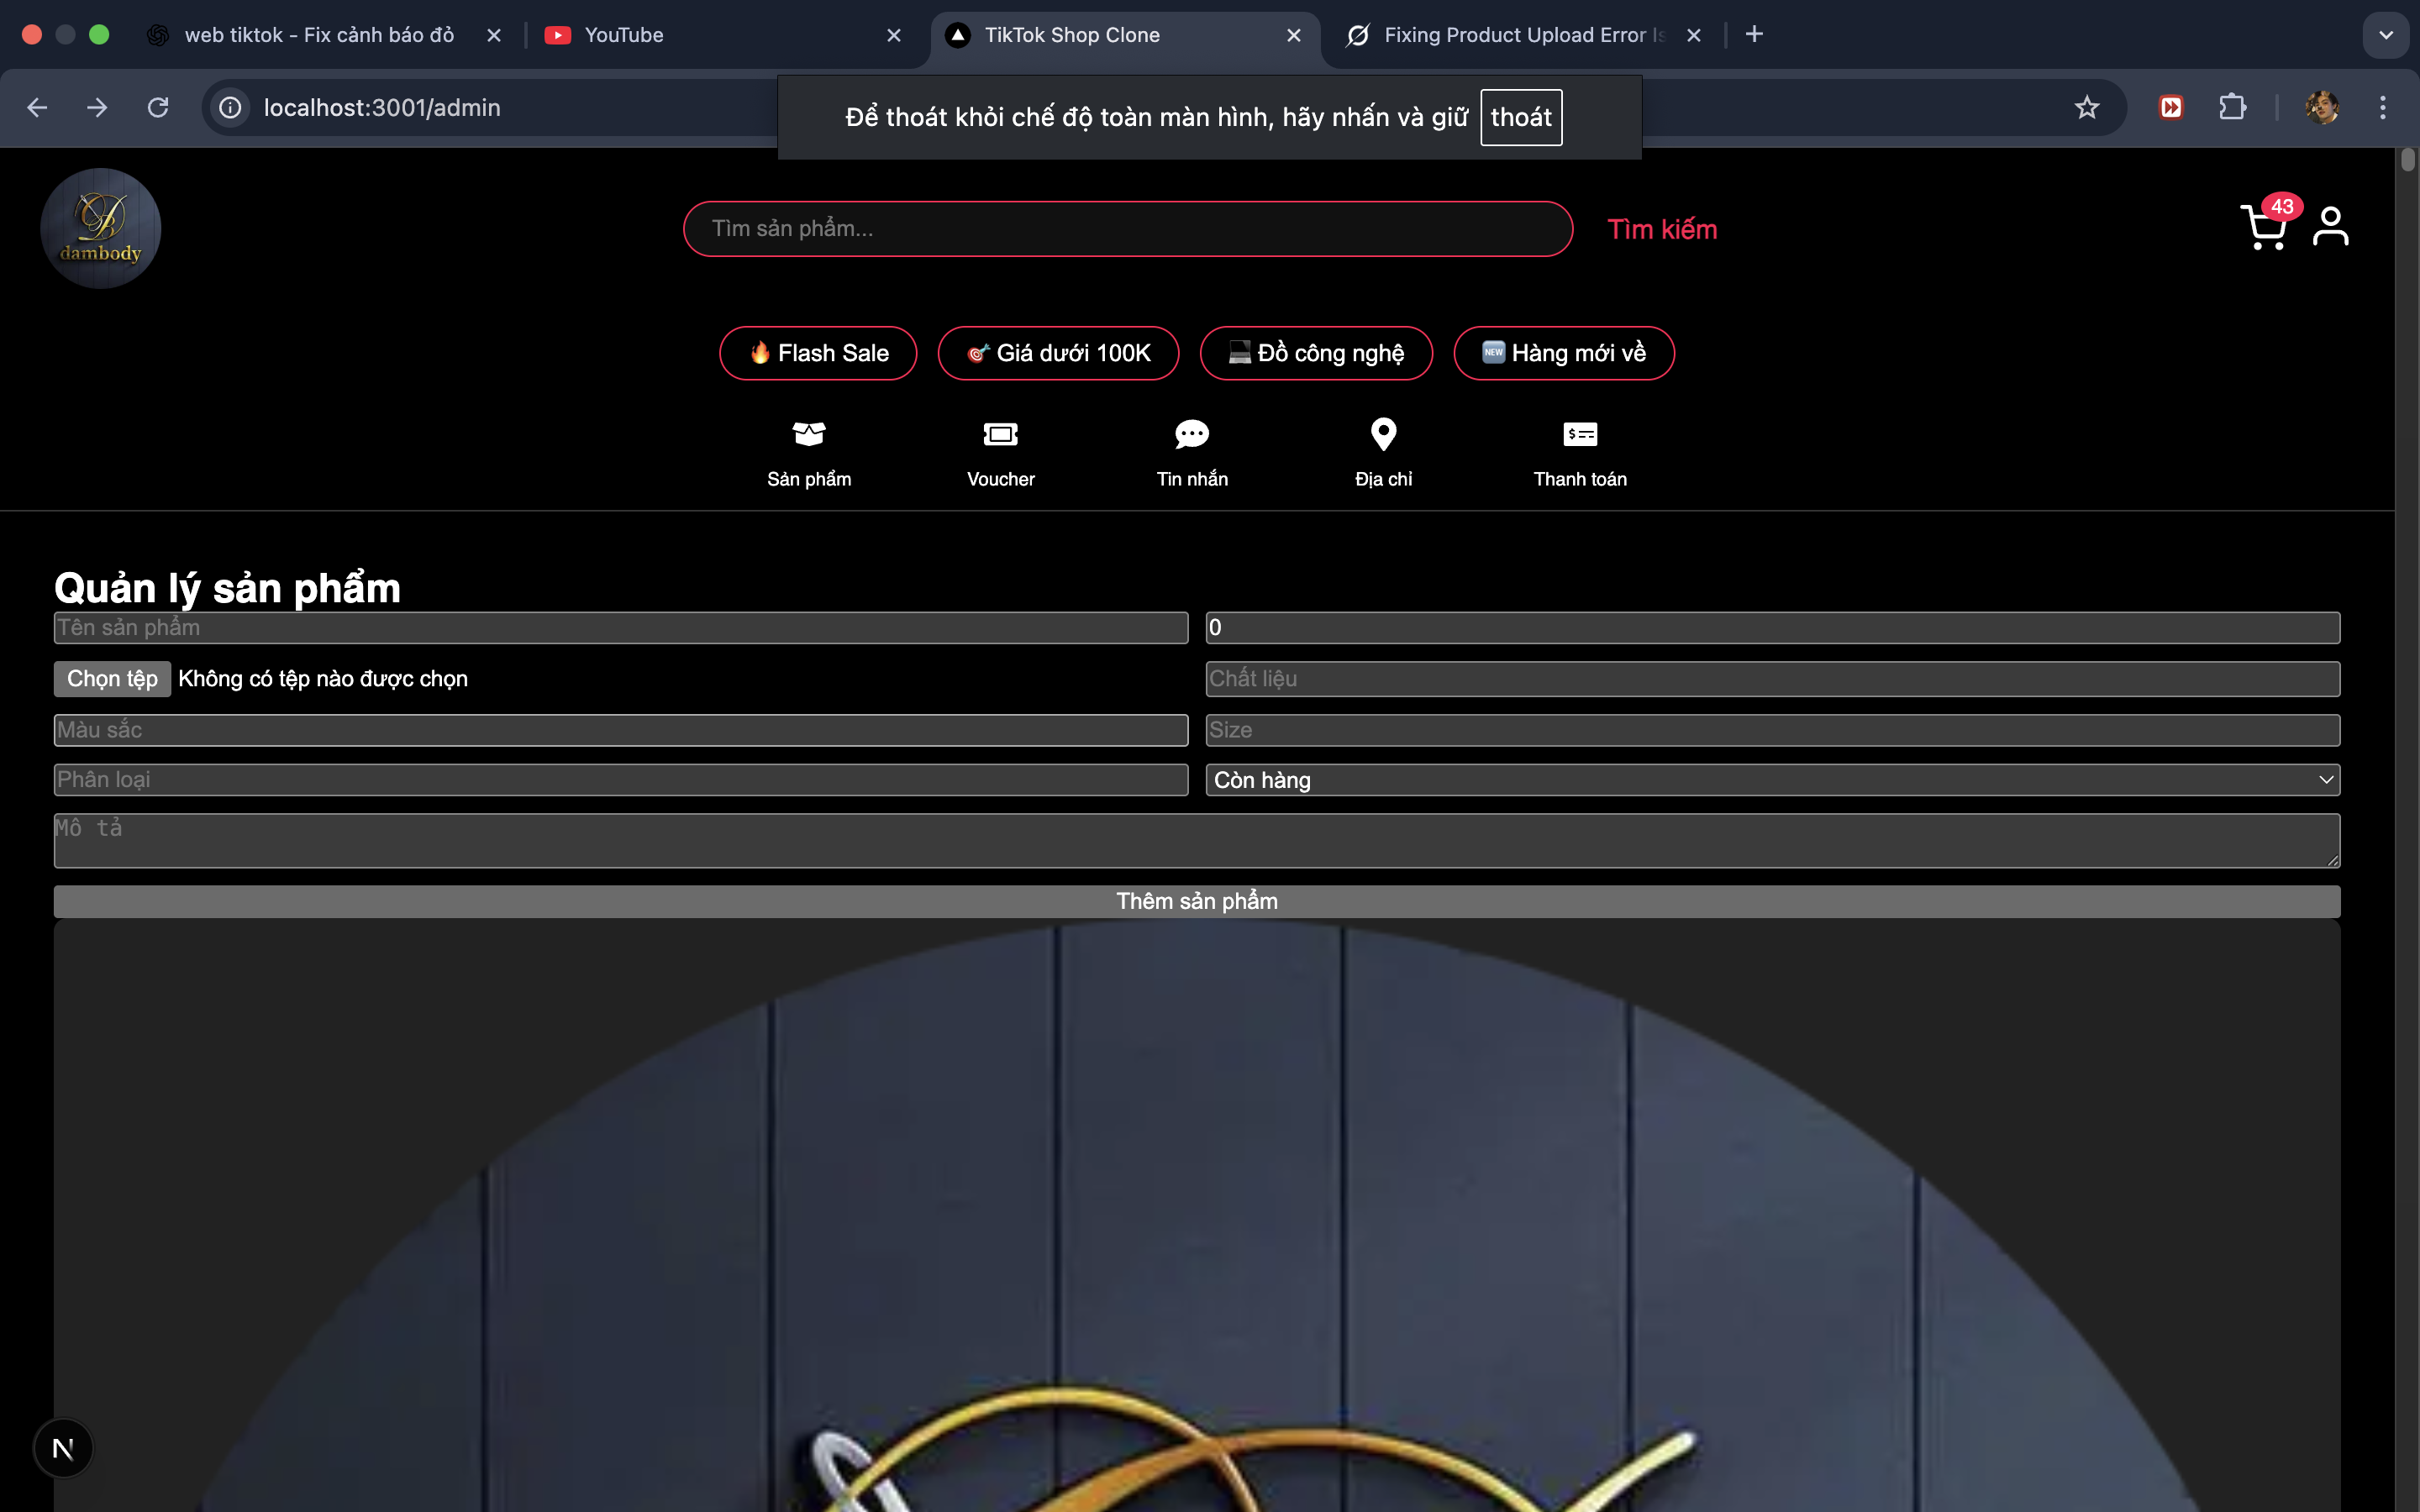 web tiktok - Fix cảnh báo đỏ
YouTube
TikTok Shop Clone
Fixing Product Upload Error Is
localhost:3001/admin
Để thoát khỏi chế độ toàn màn hình, hãy nhấn và giữ thoát
dambody
Tìm sản phẩm...
Tìm kiếm
43
🔥 Flash Sale
🎯 Giá dưới 100K
💻 Đồ công nghệ
🆕 Hàng mới về
Sản phẩm
Voucher
Tin nhắn
Địa chỉ
Thanh toán
Quản lý sản phẩm
Tên sản phẩm
0
Chọn tệp Không có tệp nào được chọn
Chất liệu
Màu sắc
Size
Phân loại
Còn hàng
Mô tả
Thêm sản phẩm
N